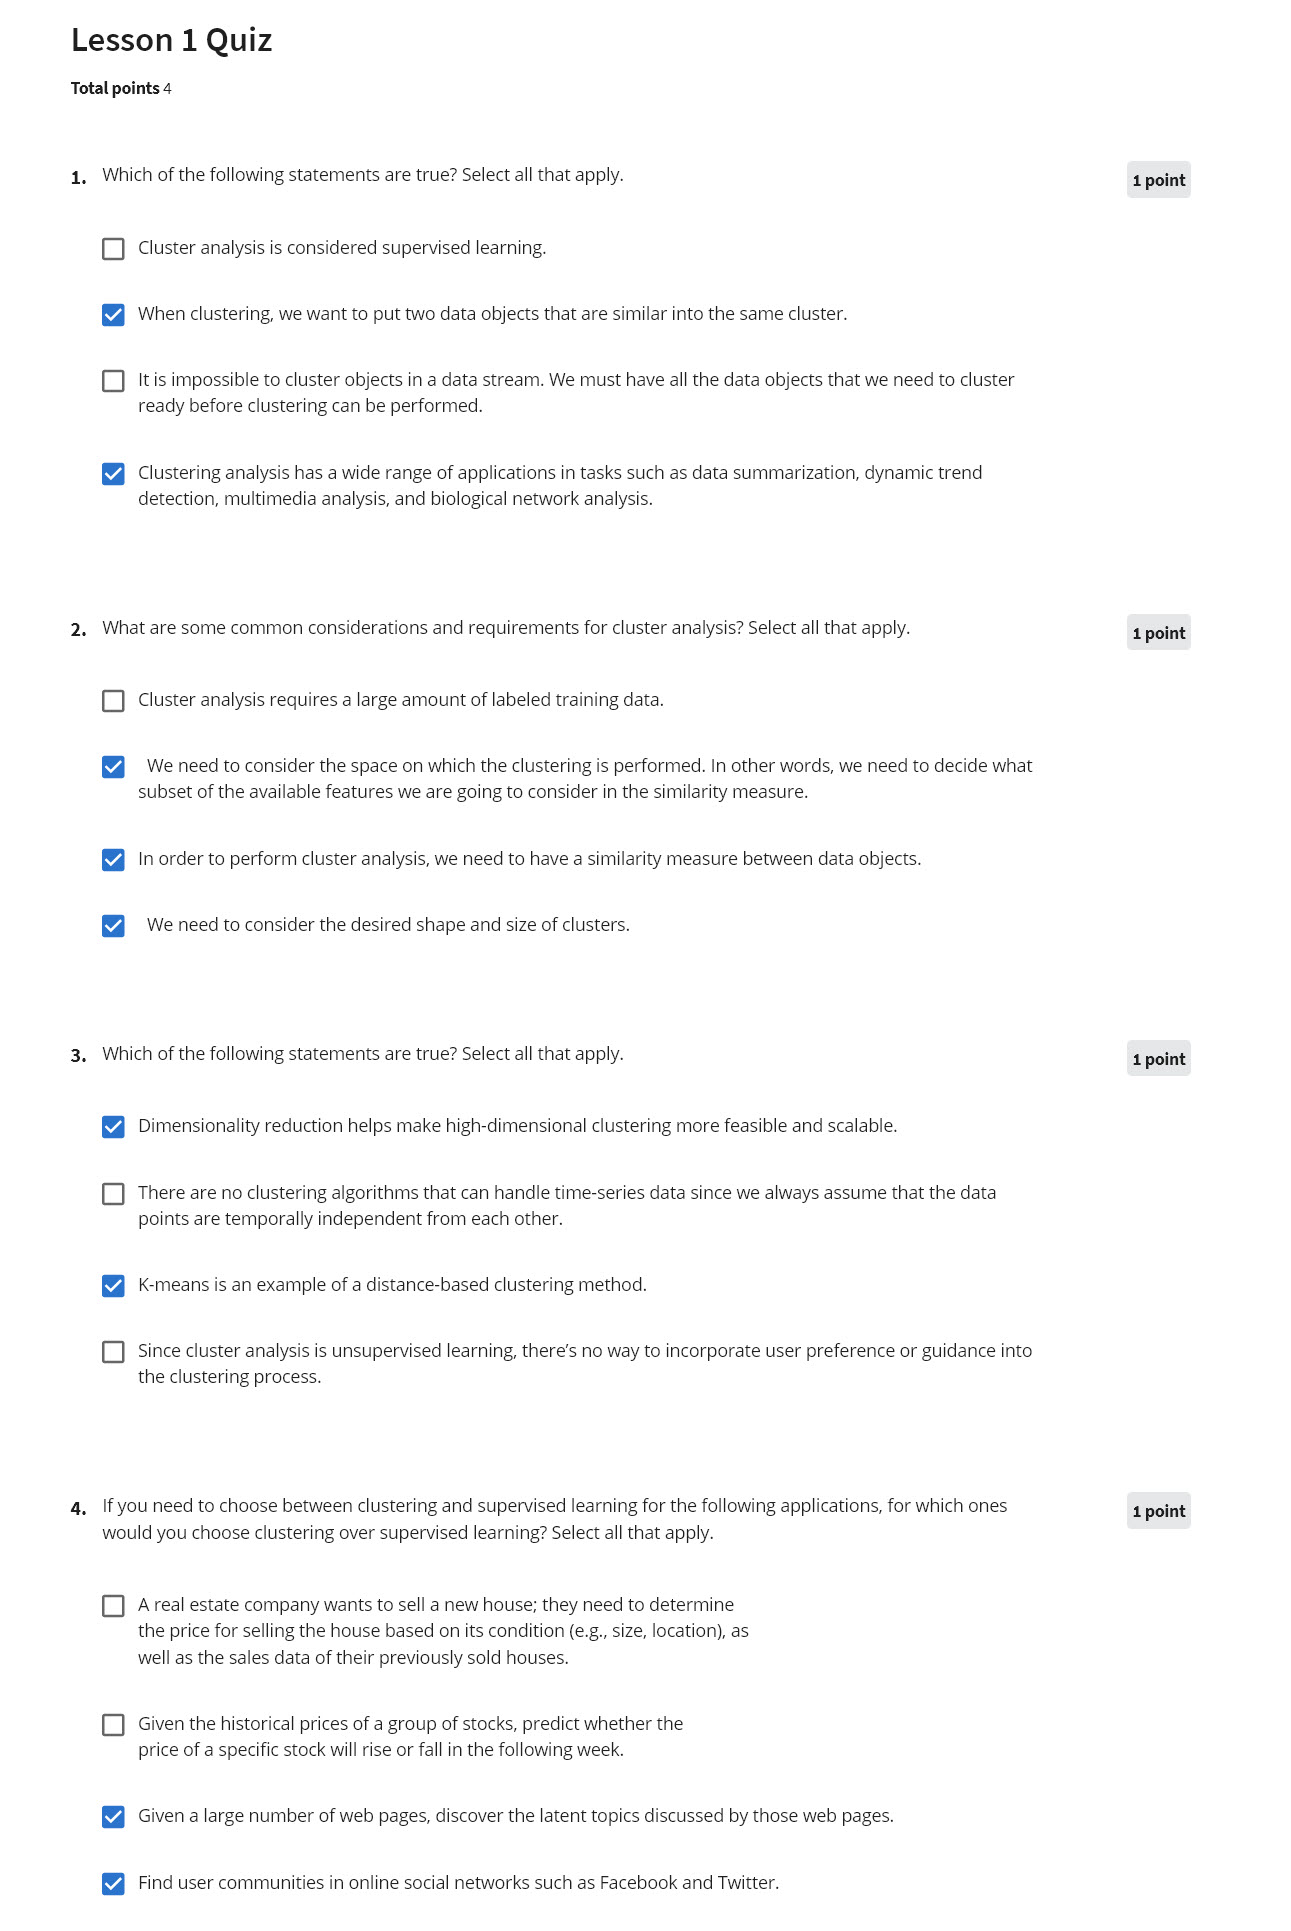 Lesson 1 Quiz
Total points 4
1. Which of the following statements are true? Select all that apply.
1 point
Cluster analysis is considered supervised learning.
When clustering, we want to put two data objects that are similar into the same cluster.
It is impossible to cluster objects in a data stream. We must have all the data objects that we need to cluster
ready before clustering can be performed.
Clustering analysis has a wide range of applications in tasks such as data summarization, dynamic trend
detection, multimedia analysis, and biological network analysis.
2. What are some common considerations and requirements for cluster analysis? Select all that apply.
1 point
Cluster analysis requires a large amount of labeled training data.
We need to consider the space on which the clustering is performed. In other words, we need to decide what
subset of the available features we are going to consider in the similarity measure.
In order to perform cluster analysis, we need to have a similarity measure between data objects.
We need to consider the desired shape and size of clusters.
3. Which of the following statements are true? Select all that apply.
1 point
Dimensionality reduction helps make high-dimensional clustering more feasible and scalable.
There are no clustering algorithms that can handle time-series data since we always assume that the data
points are temporally independent from each other.
K-means is an example of a distance-based clustering method.
Since cluster analysis is unsupervised learning, there’s no way to incorporate user preference or guidance into
the clustering process.
4. If you need to choose between clustering and supervised learning for the following applications, for which ones
would you choose clustering over supervised learning? Select all that apply.
1 point
A real estate company wants to sell a new house; they need to determine
the price for selling the house based on its condition (e.g., size, location), as
well as the sales data of their previously sold houses.
Given the historical prices of a group of stocks, predict whether the
price of a specific stock will rise or fall in the following week.
Given a large number of web pages, discover the latent topics discussed by those web pages.
Find user communities in online social networks such as Facebook and Twitter.